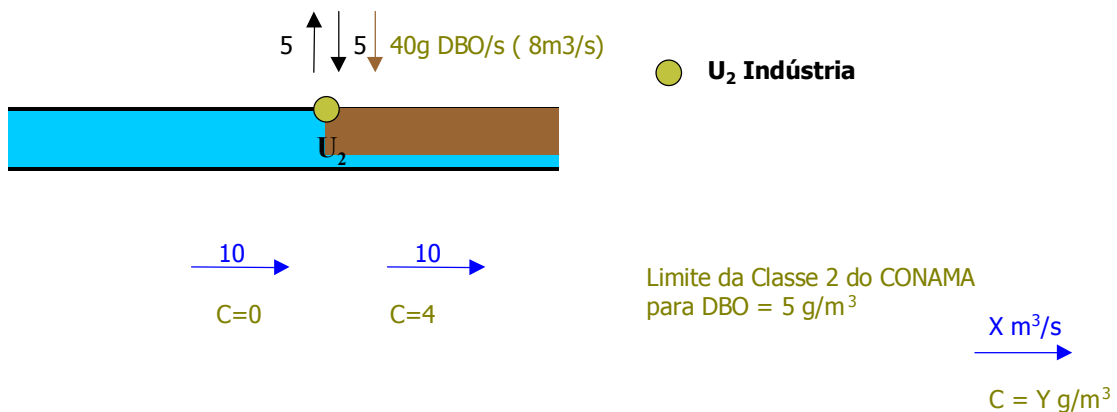 5
5
40g DBO/s ( 8m3/s)
U₂ Indústria
U₂
10
10
C=0
C=4
Limite da Classe 2 do CONAMA
para DBO = 5 g/m³
X m³/s
C = Y g/m³